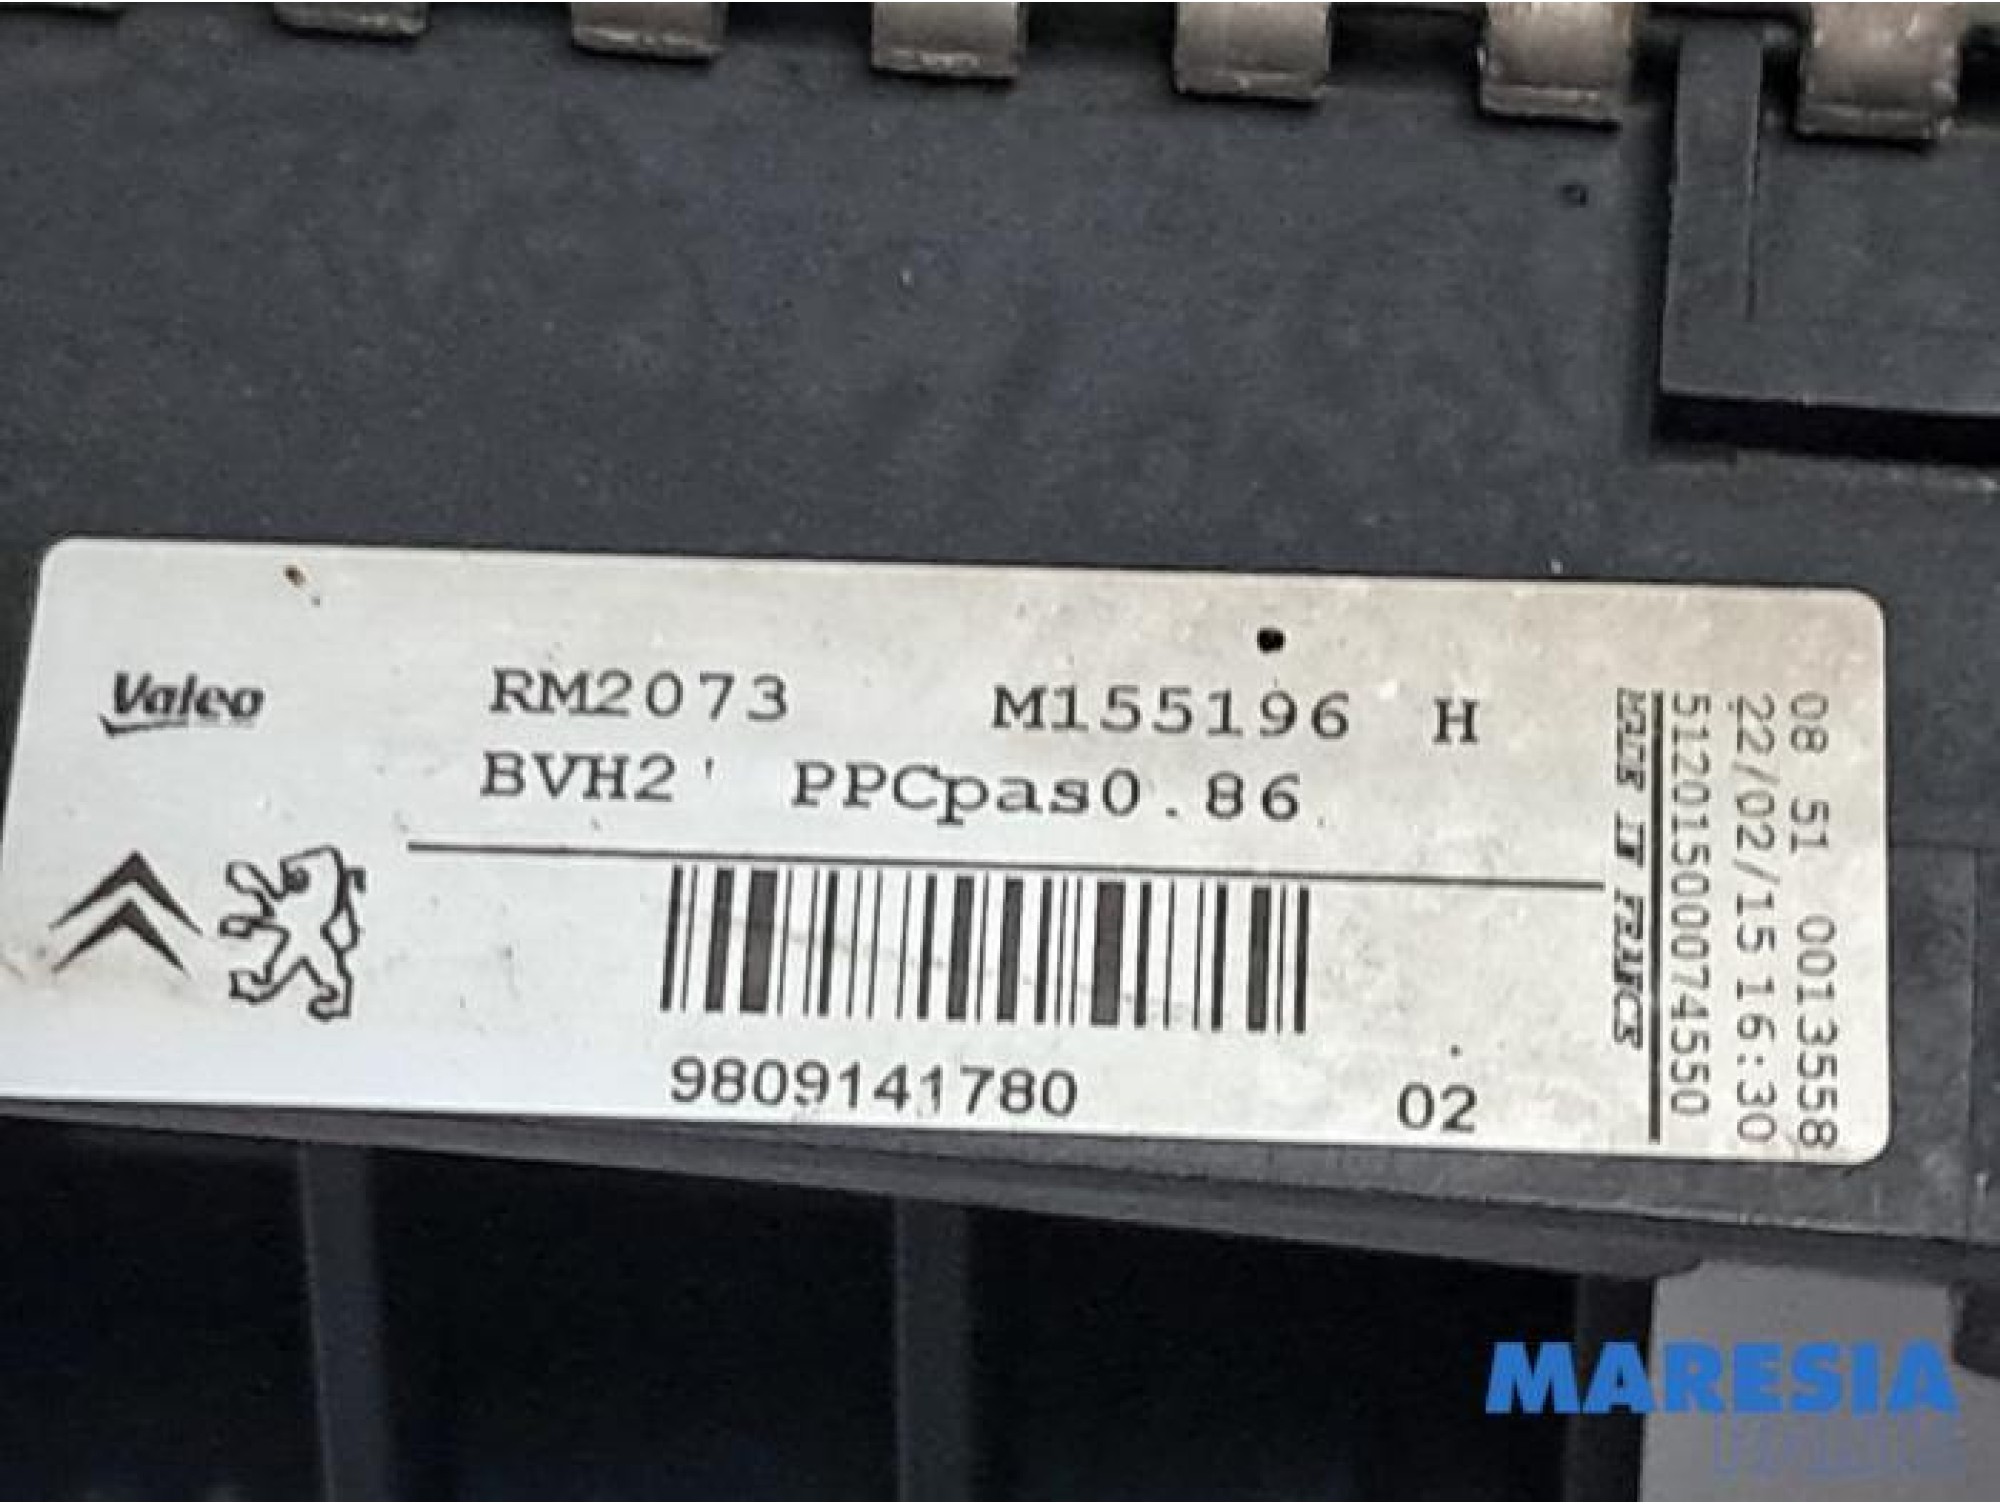 Valeo
RM2073 M155196 H
BVH2' PPCpas0.86
9809141780 02
MADE IN FRANCE
51201500074550
22/02/15 16:30
08 51 0013558
MARESIA